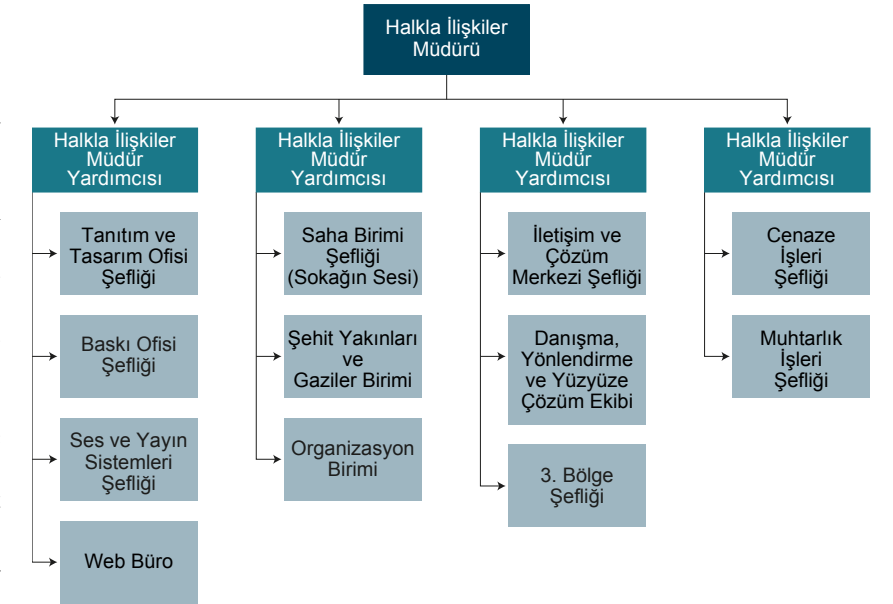 Halkla İlişkiler
Müdürü
Halkla İlişkiler
Müdür
Yardımcısı
Tanıtım ve
Tasarım Ofisi
Şefliği
Baskı Ofisi
Şefliği
Ses ve Yayın
Sistemleri
Şefliği
Web Büro
Halkla İlişkiler
Müdür
Yardımcısı
Saha Birimi
Şefliği
(Sokağın Sesi)
Şehit Yakınları
ve
Gaziler Birimi
Organizasyon
Birimi
Halkla İlişkiler
Müdür
Yardımcısı
İletişim ve
Çözüm
Merkezi Şefliği
Danışma,
Yönlendirme
ve Yüzyüze
Çözüm Ekibi
3. Bölge
Şefliği
Halkla İlişkiler
Müdür
Yardımcısı
Cenaze
İşleri
Şefliği
Muhtarlık
İşleri
Şefliği